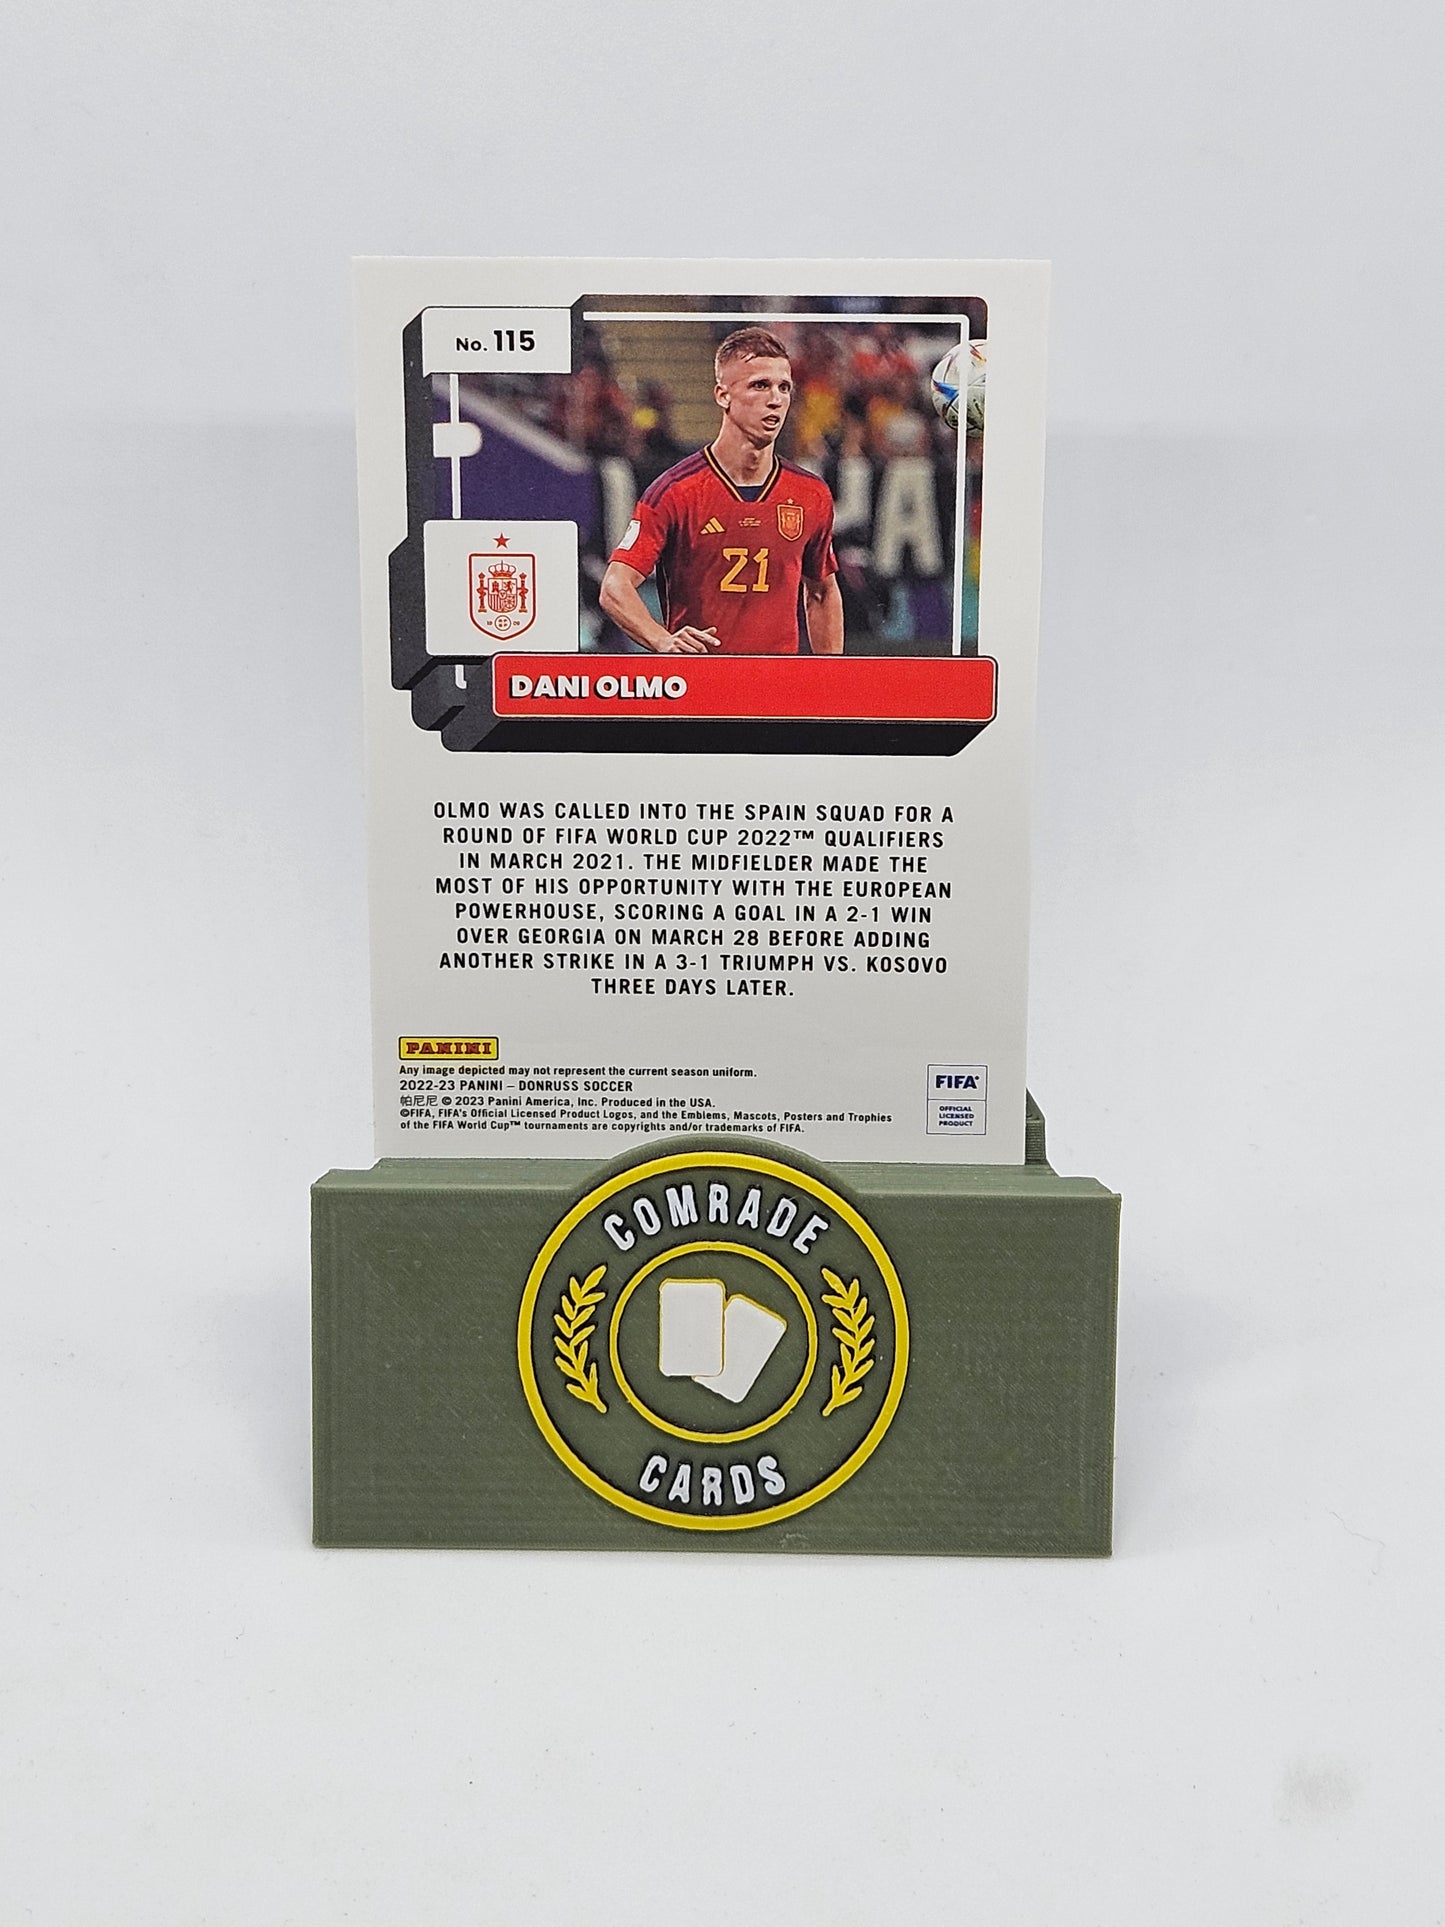 No. 115
21
DANI OLMO
OLMO WAS CALLED INTO THE SPAIN SQUAD FOR A
ROUND OF FIFA WORLD CUP 2022™ QUALIFIERS
IN MARCH 2021. THE MIDFIELDER MADE THE
MOST OF HIS OPPORTUNITY WITH THE EUROPEAN
POWERHOUSE, SCORING A GOAL IN A 2-1 WIN
OVER GEORGIA ON MARCH 28 BEFORE ADDING
ANOTHER STRIKE IN A 3-1 TRIUMPH VS. KOSOVO
THREE DAYS LATER.
PANINI
Any image depicted may not represent the current season uniform.
2022-23 PANINI – DONRUSS SOCCER
帕尼尼 © 2023 Panini America, Inc. Produced in the USA.
©FIFA, FIFA's Official Licensed Product Logos, and the Emblems, Mascots, Posters and Trophies
of the FIFA World Cup™ tournaments are copyrights and/or trademarks of FIFA.
FIFA
OFFICIAL
LICENSED
PRODUCT
COMRADE
CARDS